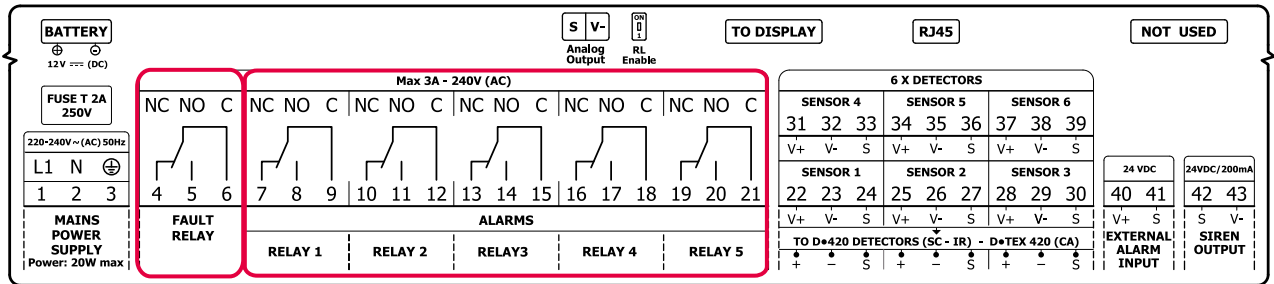 BATTERY
⊕ ⊖
12V ⎓ (DC)
FUSE T 2A
250V
220-240V~(AC) 50Hz
L1 N
1 2 3
MAINS
POWER
SUPPLY
Power: 20W max
NC NO C
4 5 6
FAULT
RELAY
Max 3A - 240V (AC)
NC NO C NC NO C NC NO C NC NO C NC NO C
7 8 9 10 11 12 13 14 15 16 17 18 19 20 21
ALARMS
RELAY 1 RELAY 2 RELAY3 RELAY 4 RELAY 5
S V-
Analog
Output
ON
1
RL
Enable
TO DISPLAY
RJ45
NOT USED
6 X DETECTORS
SENSOR 4 SENSOR 5 SENSOR 6
31 32 33 34 35 36 37 38 39
V+ V- S V+ V- S V+ V- S
SENSOR 1 SENSOR 2 SENSOR 3
22 23 24 25 26 27 28 29 30
V+ V- S V+ V- S V+ V- S
TO D●420 DETECTORS (SC - IR) - D●TEX 420 (CA)
+ − S + − S + − S
24 VDC
40 41
V+ S
EXTERNAL
ALARM
INPUT
24VDC/200mA
42 43
S V-
SIREN
OUTPUT